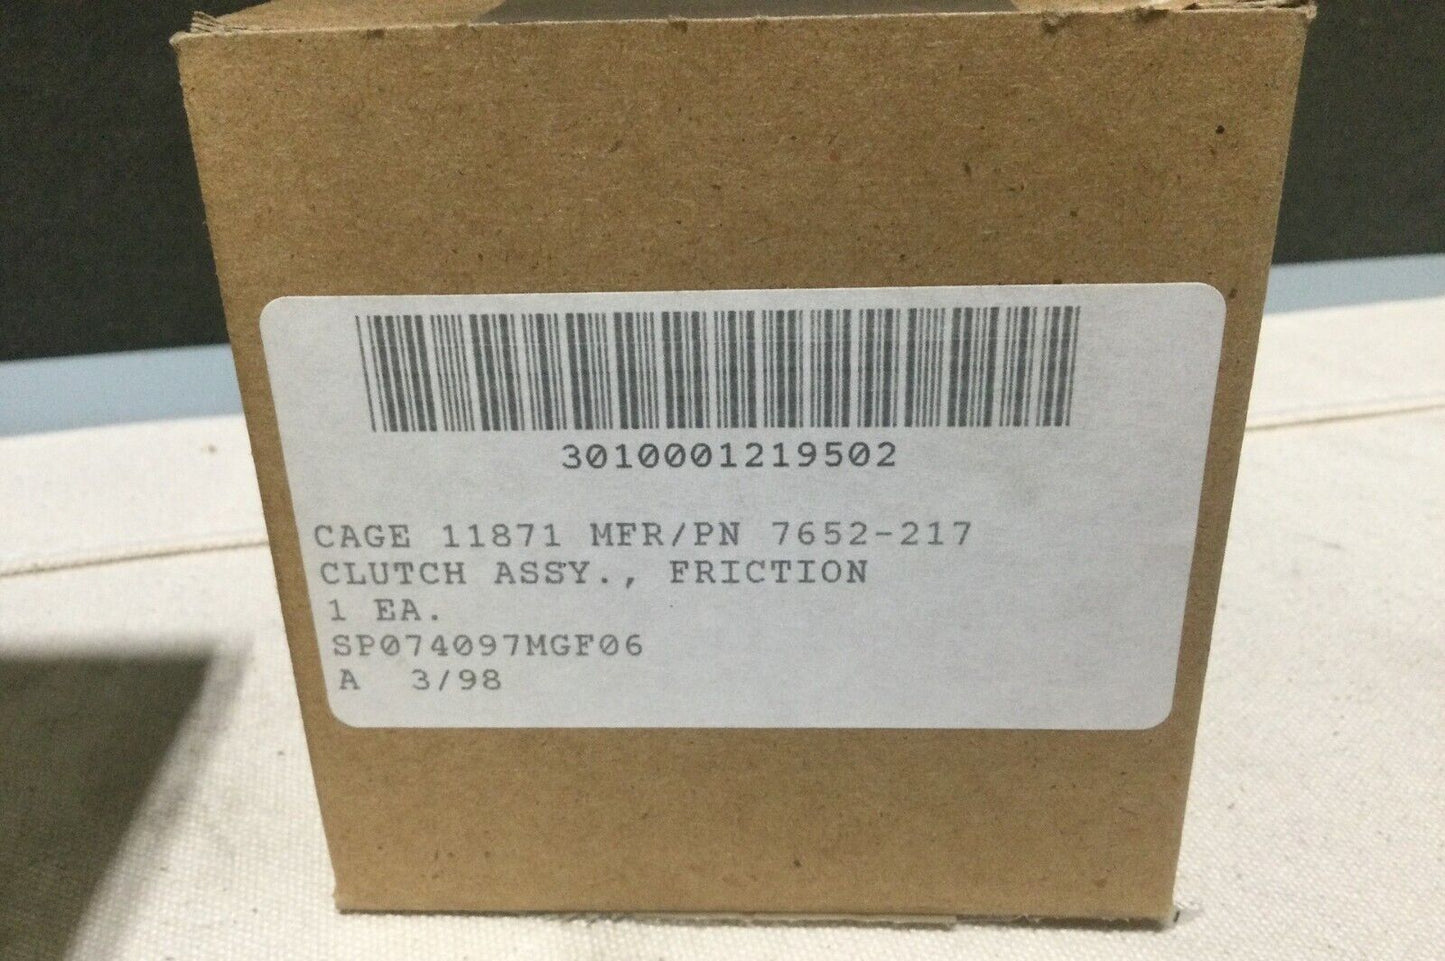 3010001219502
CAGE 11871 MFR/PN 7652-217
CLUTCH ASSY., FRICTION
1 EA.
SP074097MGF06
A 3/98